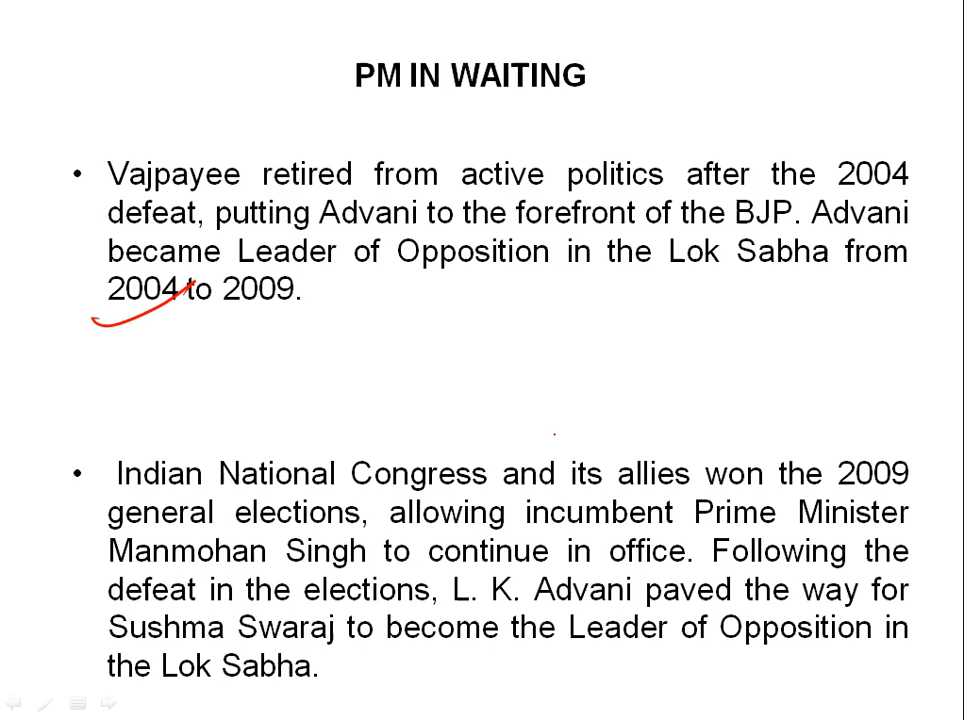 PM IN WAITING
• Vajpayee retired from active politics after the 2004
defeat, putting Advani to the forefront of the BJP. Advani
became Leader of Opposition in the Lok Sabha from
2004 to 2009.
• Indian National Congress and its allies won the 2009
general elections, allowing incumbent Prime Minister
Manmohan Singh to continue in office. Following the
defeat in the elections, L. K. Advani paved the way for
Sushma Swaraj to become the Leader of Opposition in
the Lok Sabha.